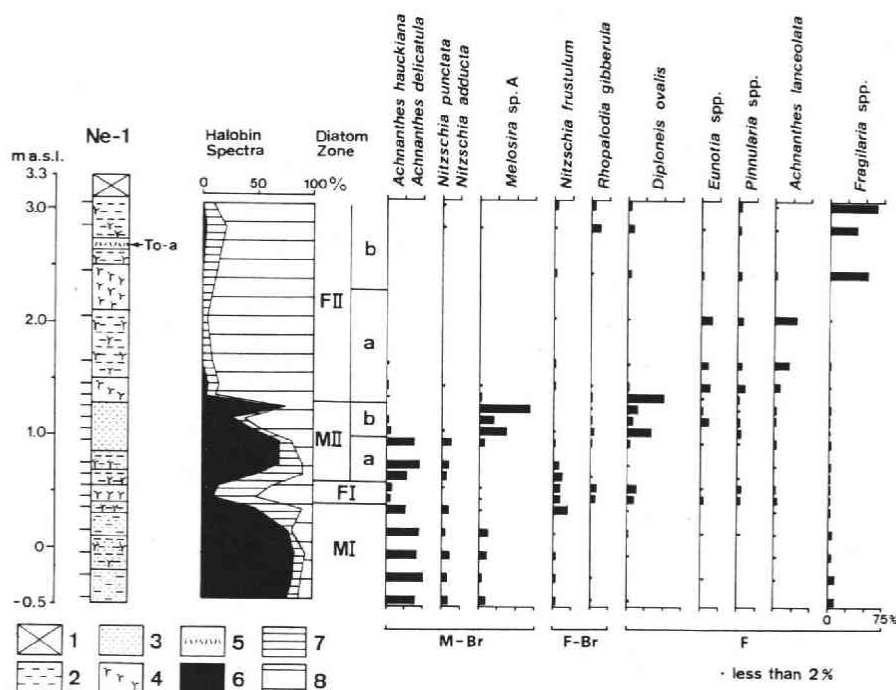 Ne-1
m a.s.l.
3.3
3.0
2.0
1.0
0
-0.5
To-a
Halobin
Spectra
0 50 100 %
Diatom
Zone
b
FII
a
b
MII
a
FI
MI
Achnanthes hauckiana
Achnanthes delicatula
Nitzschia punctata
Nitzschia adducta
Melosira sp. A
Nitzschia frustulum
Rhopalodia gibberula
Diploneis ovalis
Eunotia spp.
Pinnularia spp.
Achnanthes lanceolata
Fragilaria spp.
0 75%
M-Br
F-Br
F
· less than 2 %
1 3 5 7
2 4 6 8